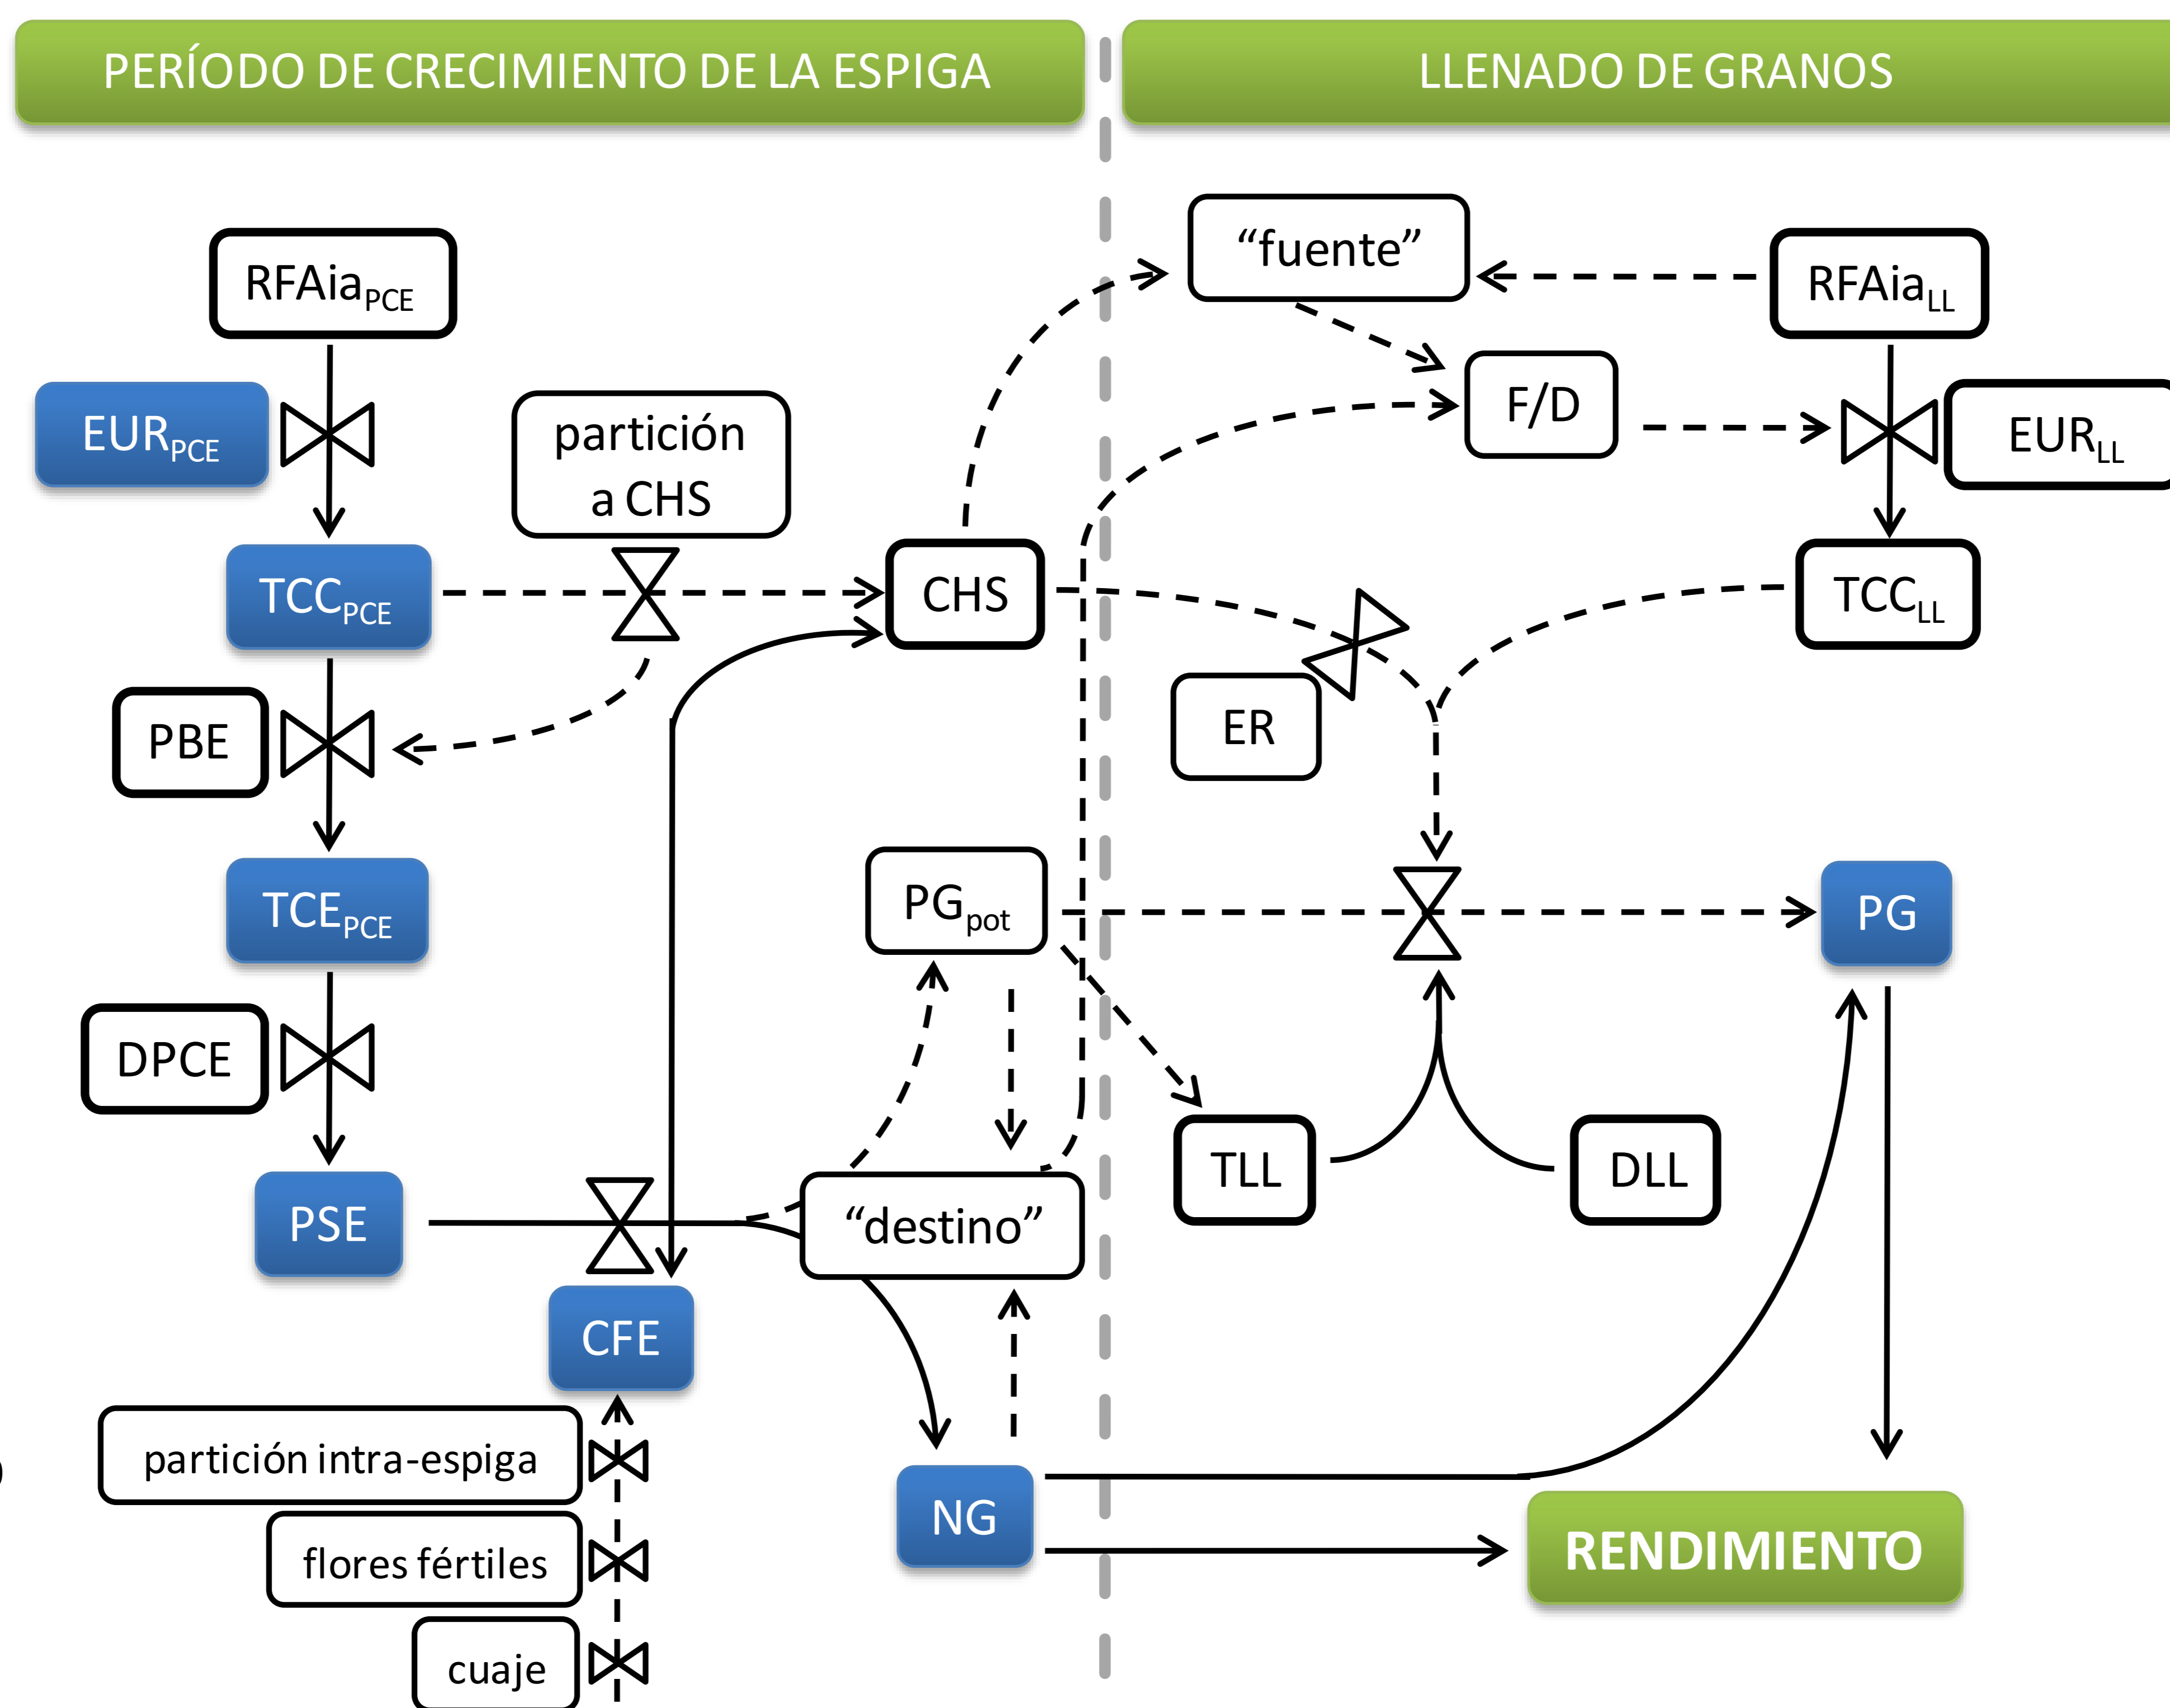 PERÍODO DE CRECIMIENTO DE LA ESPIGA
LLENADO DE GRANOS
RFAiaPCE
"fuente"
RFAiaLL
EURPCE
partición
a CHS
F/D
EURLL
TCCPCE
CHS
TCCLL
PBE
ER
TCEPCE
PGpot
PG
DPCE
TLL
DLL
PSE
"destino"
CFE
partición intra-espiga
NG
flores fértiles
RENDIMIENTO
cuaje